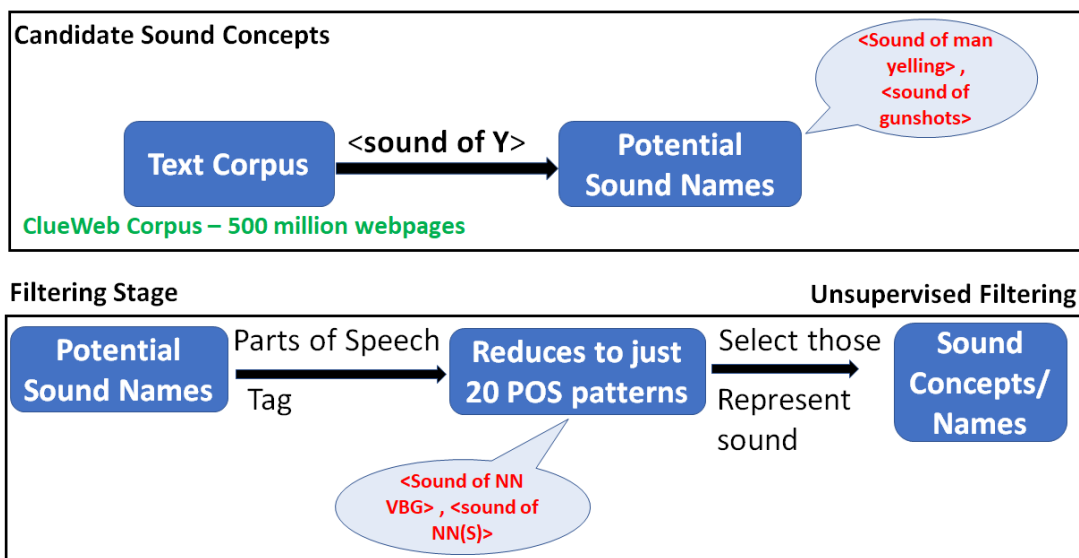 Candidate Sound Concepts
<Sound of man
yelling> ,
<sound of
gunshots>
Text Corpus
<sound of Y>
Potential
Sound Names
ClueWeb Corpus – 500 million webpages
Filtering Stage
Unsupervised Filtering
Potential
Sound Names
Parts of Speech
Tag
Reduces to just
20 POS patterns
Select those
Represent
sound
Sound
Concepts/
Names
<Sound of NN
VBG> , <sound of
NN(S)>